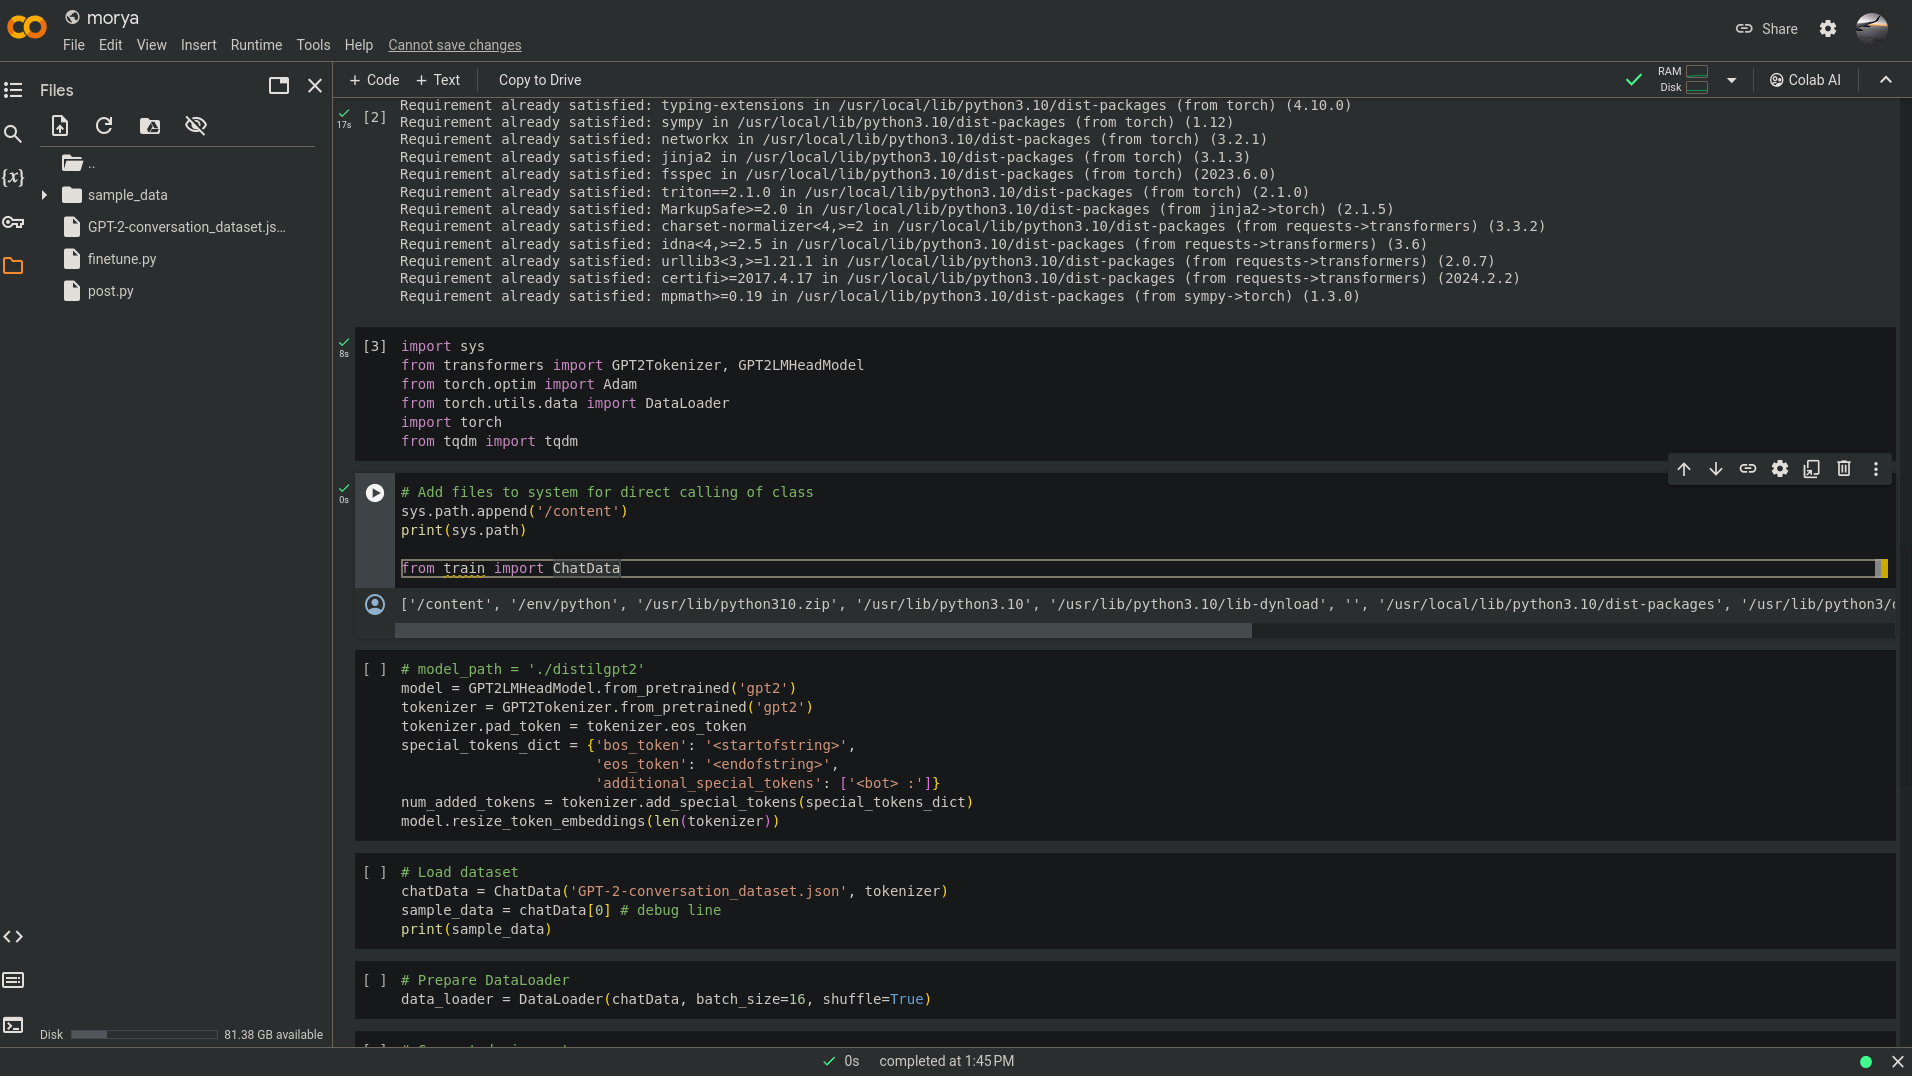 morya
File Edit View Insert Runtime Tools Help Cannot save changes
Share
Files
+ Code + Text Copy to Drive
RAM
Disk
Colab AI
..
sample_data
GPT-2-conversation_dataset.js...
finetune.py
post.py
{x}
17s
[2]
Requirement already satisfied: typing-extensions in /usr/local/lib/python3.10/dist-packages (from torch) (4.10.0)
Requirement already satisfied: sympy in /usr/local/lib/python3.10/dist-packages (from torch) (1.12)
Requirement already satisfied: networkx in /usr/local/lib/python3.10/dist-packages (from torch) (3.2.1)
Requirement already satisfied: jinja2 in /usr/local/lib/python3.10/dist-packages (from torch) (3.1.3)
Requirement already satisfied: fsspec in /usr/local/lib/python3.10/dist-packages (from torch) (2023.6.0)
Requirement already satisfied: triton==2.1.0 in /usr/local/lib/python3.10/dist-packages (from torch) (2.1.0)
Requirement already satisfied: MarkupSafe>=2.0 in /usr/local/lib/python3.10/dist-packages (from jinja2->torch) (2.1.5)
Requirement already satisfied: charset-normalizer<4,>=2 in /usr/local/lib/python3.10/dist-packages (from requests->transformers) (3.3.2)
Requirement already satisfied: idna<4,>=2.5 in /usr/local/lib/python3.10/dist-packages (from requests->transformers) (3.6)
Requirement already satisfied: urllib3<3,>=1.21.1 in /usr/local/lib/python3.10/dist-packages (from requests->transformers) (2.0.7)
Requirement already satisfied: certifi>=2017.4.17 in /usr/local/lib/python3.10/dist-packages (from requests->transformers) (2024.2.2)
Requirement already satisfied: mpmath>=0.19 in /usr/local/lib/python3.10/dist-packages (from sympy->torch) (1.3.0)
8s
[3]
import sys
from transformers import GPT2Tokenizer, GPT2LMHeadModel
from torch.optim import Adam
from torch.utils.data import DataLoader
import torch
from tqdm import tqdm
0s
# Add files to system for direct calling of class
sys.path.append('/content')
print(sys.path)
from train import ChatData
['/content', '/env/python', '/usr/lib/python310.zip', '/usr/lib/python3.10', '/usr/lib/python3.10/lib-dynload', '', '/usr/local/lib/python3.10/dist-packages', '/usr/lib/python3/
[ ]
# model_path = './distilgpt2'
model = GPT2LMHeadModel.from_pretrained('gpt2')
tokenizer = GPT2Tokenizer.from_pretrained('gpt2')
tokenizer.pad_token = tokenizer.eos_token
special_tokens_dict = {'bos_token': '<startofstring>',
'eos_token': '<endofstring>',
'additional_special_tokens': ['<bot> :']}
num_added_tokens = tokenizer.add_special_tokens(special_tokens_dict)
model.resize_token_embeddings(len(tokenizer))
[ ]
# Load dataset
chatData = ChatData('GPT-2-conversation_dataset.json', tokenizer)
sample_data = chatData[0] # debug line
print(sample_data)
[ ]
# Prepare DataLoader
data_loader = DataLoader(chatData, batch_size=16, shuffle=True)
Disk
81.38 GB available
0s completed at 1:45 PM